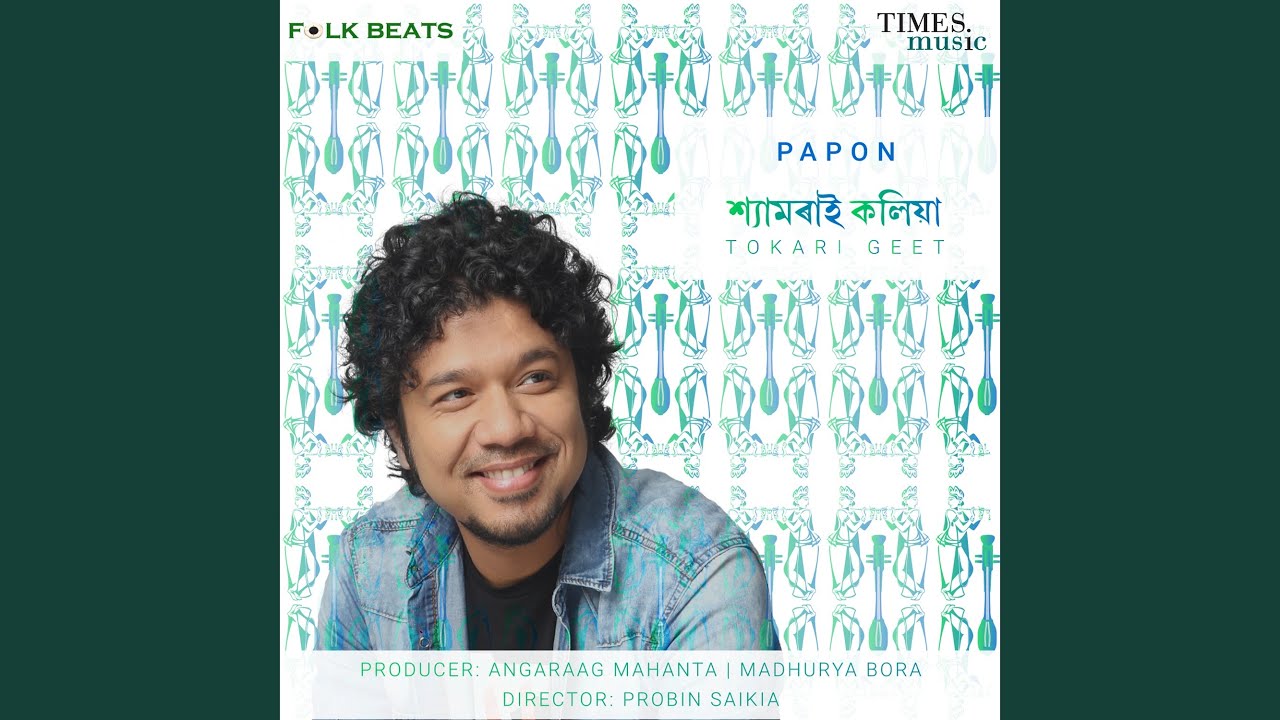 FOLK BEATS
TIMES.
music
PAPON
শ্যামৰাই কলিয়া
TOKARI GEET
PRODUCER: ANGARAAG MAHANTA | MADHURYA BORA
DIRECTOR: PROBIN SAIKIA